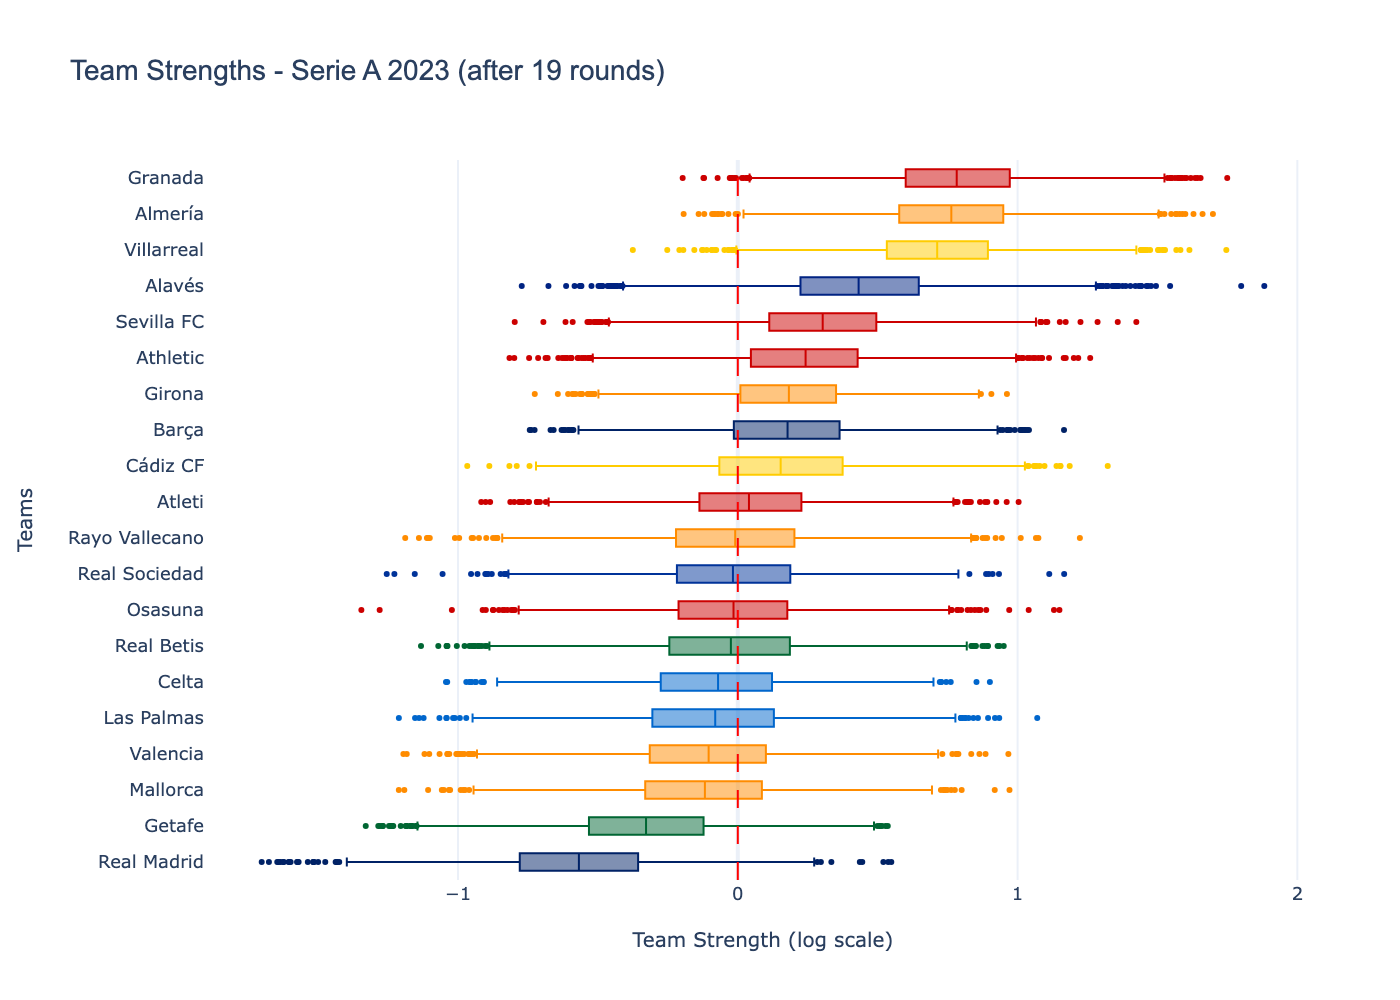 Team Strengths - Serie A 2023 (after 19 rounds)
Granada
Almería
Villarreal
Alavés
Sevilla FC
Athletic
Girona
Barça
Cádiz CF
Atleti
Rayo Vallecano
Real Sociedad
Osasuna
Real Betis
Celta
Las Palmas
Valencia
Mallorca
Getafe
Real Madrid
Teams
−1
0
1
2
Team Strength (log scale)